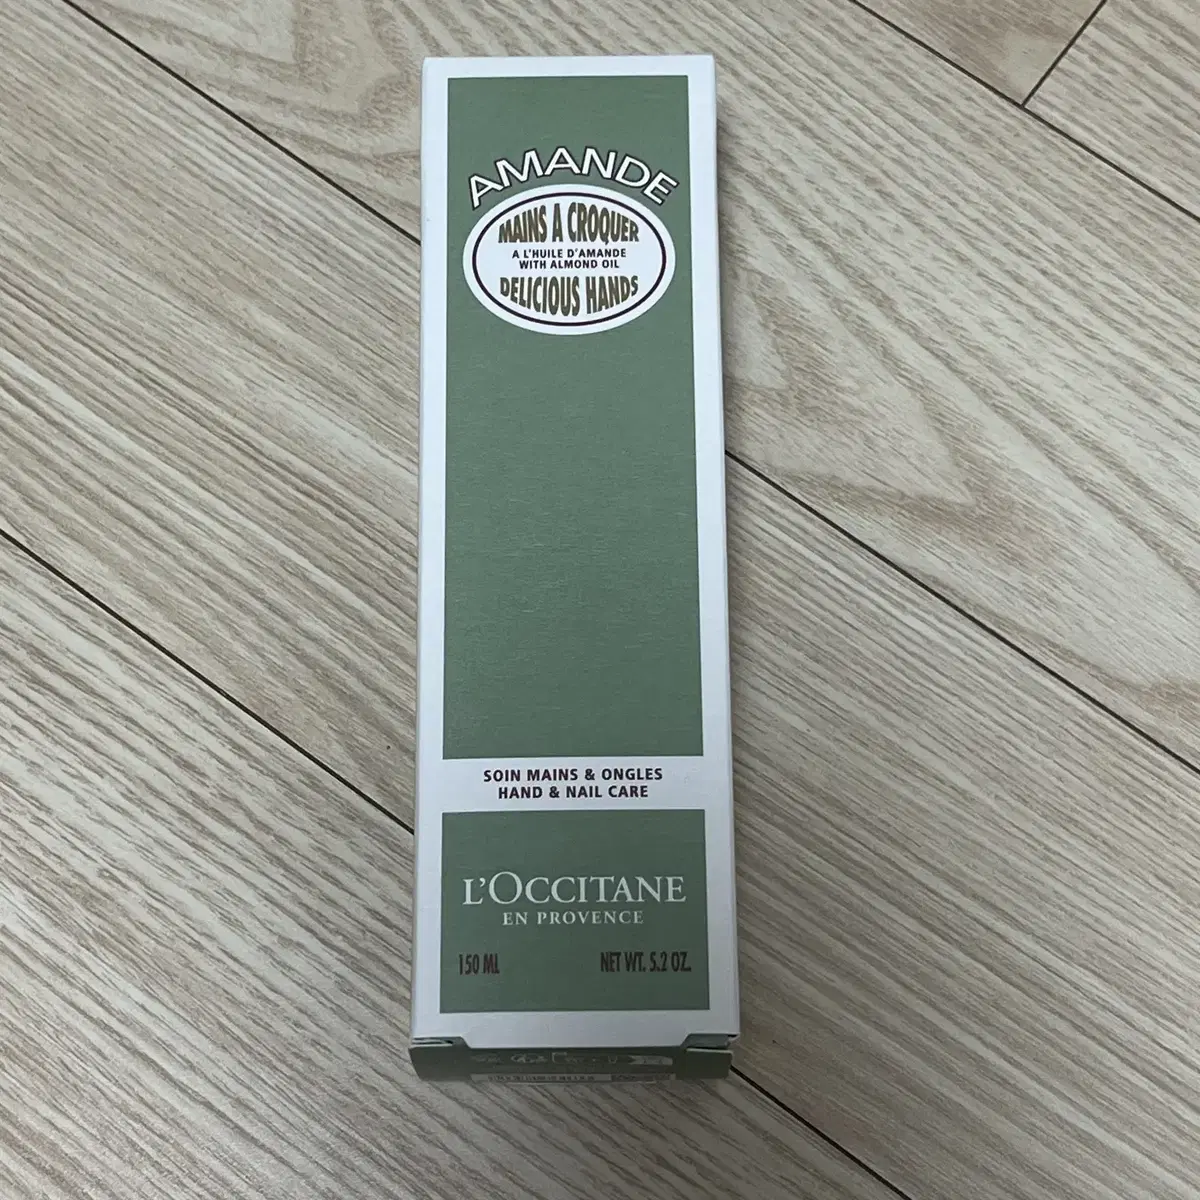 AMANDE
MAINS A CROQUER
A L'HUILE D'AMANDE
WITH ALMOND OIL
DELICIOUS HANDS
SOIN MAINS & ONGLES
HAND & NAIL CARE
L'OCCITANE
EN PROVENCE
150 ML NET WT. 5.2 OZ.